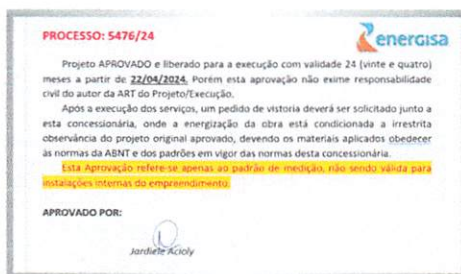 PROCESSO: 5476/24
energisa
Projeto APROVADO e liberado para a execução com validade 24 (vinte e quatro)
meses a partir de 22/04/2024. Porém esta aprovação não exime responsabilidade
civil do autor da ART do Projeto/Execução.
Após a execução dos serviços, um pedido de vistoria deverá ser solicitado junto a
esta concessionária, onde a energização da obra está condicionada a irrestrita
observância do projeto original aprovado, devendo os materiais aplicados obedecer
as normas da ABNT e dos padrões em vigor das normas desta concessionária.
Esta Aprovação refere-se apenas ao padrão de medição, não sendo válida para
instalações internas do empreendimento.
APROVADO POR:
Jardiele Acioly